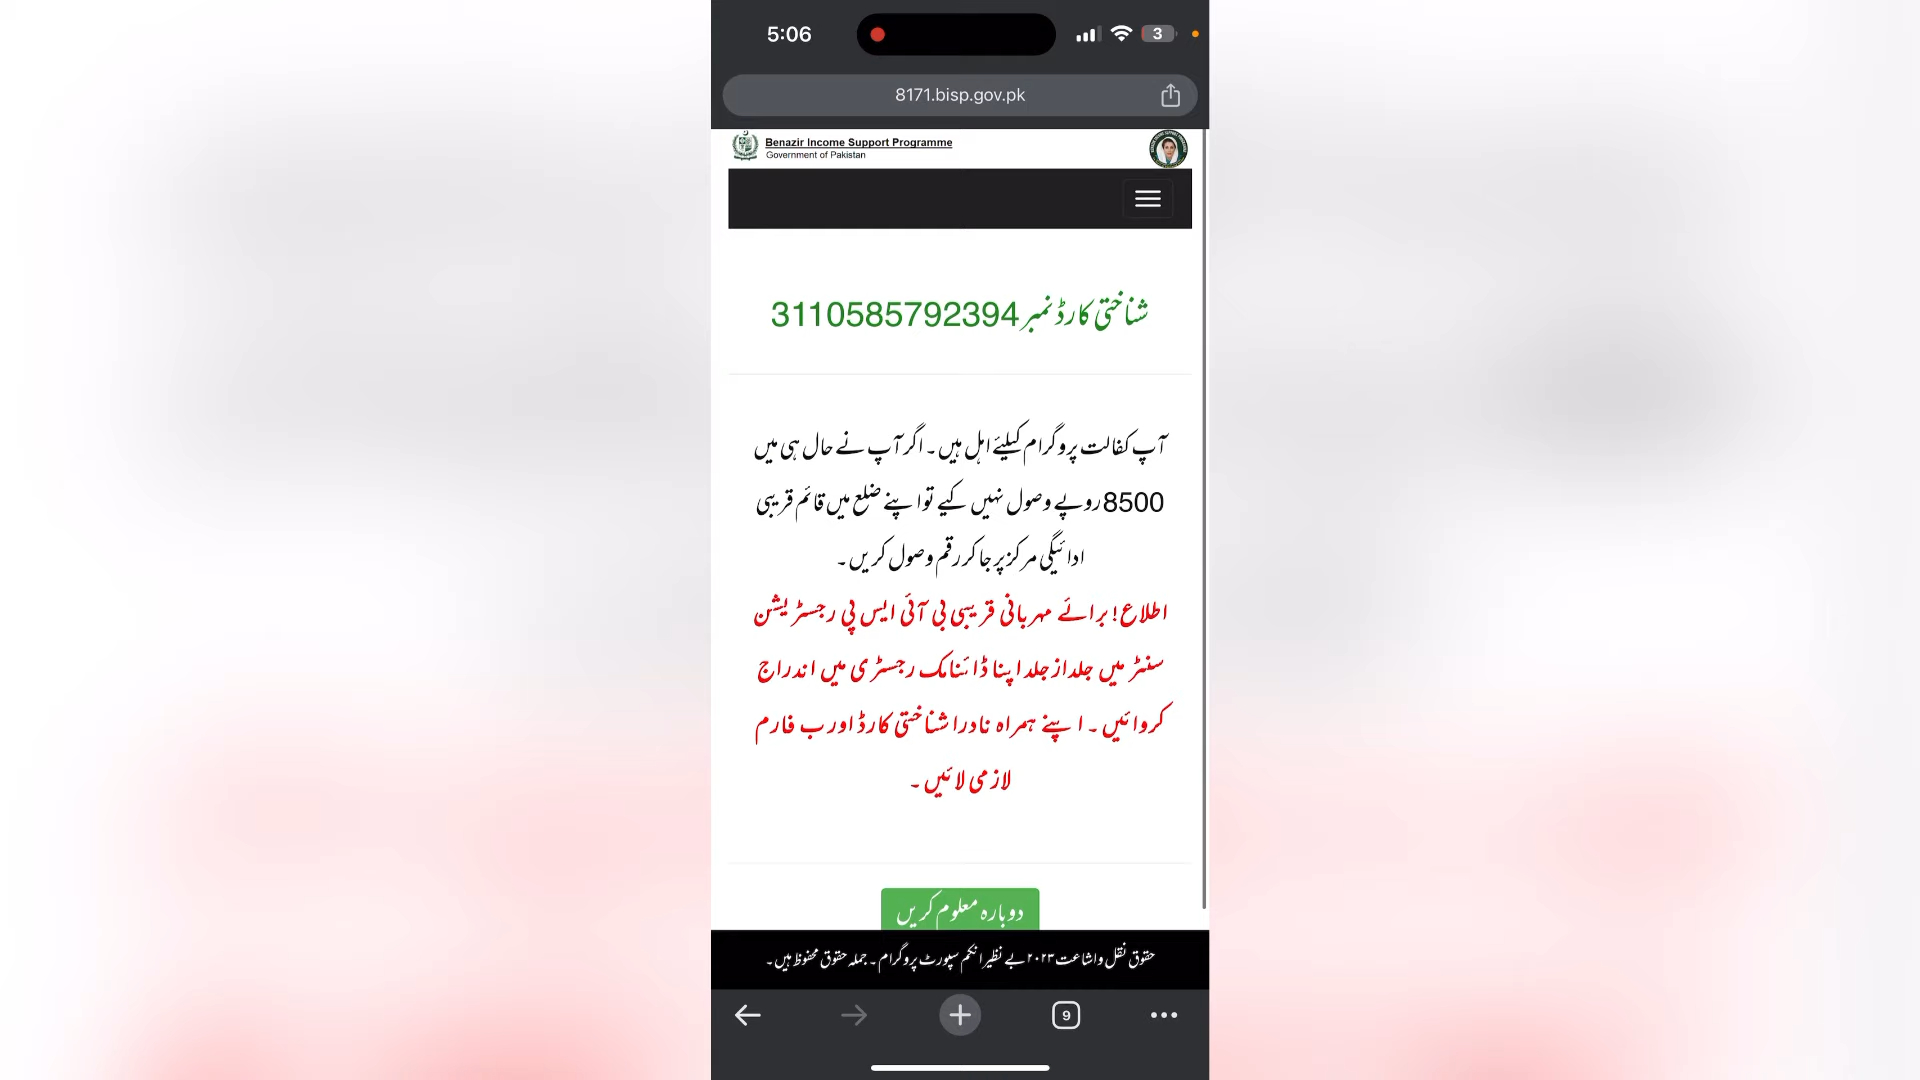 5:06
3
8171.bisp.gov.pk
Benazir Income Support Programme
Government of Pakistan
شناختی کارڈ نمبر 3110585792394
آپ کفالت پروگرام کیلئے اہل ہیں۔ اگر آپ نے حال ہی میں
8500 روپے وصول نہیں کیے تو اپنے ضلع میں قائم قریبی
ادائیگی مرکز پر جا کر رقم وصول کریں۔
اطلاع! برائے مہربانی قریبی بی آئی ایس پی رجسٹریشن
سنٹر میں جلد از جلد اپنا ڈائنامک رجسٹری میں اندراج
کروائیں۔ اپنے ہمراہ نادرا شناختی کارڈ اور ب فارم
لازمی لائیں۔
دوبارہ معلوم کریں
حقوق نقل و اشاعت ۲۰۲۳ بے نظیر انکم سپورٹ پروگرام۔ جملہ حقوق محفوظ ہیں۔
9